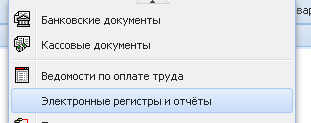 Банковские документы
Кассовые документы
Ведомости по оплате труда
Электронные регистры и отчёты